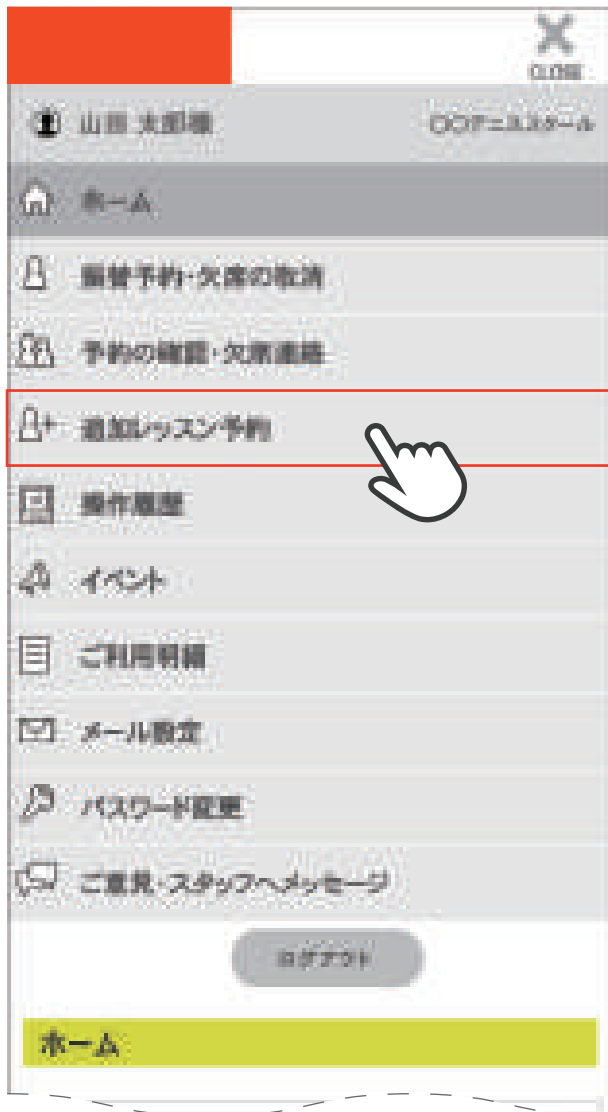 CLOSE
山田 太郎様
〇〇テニススクール
ホーム
振替予約・欠席の取消
予約の確認・欠席連絡
追加レッスン予約
操作履歴
イベント
ご利用明細
メール設定
パスワード変更
ご意見・スタッフへメッセージ
ログアウト
ホーム